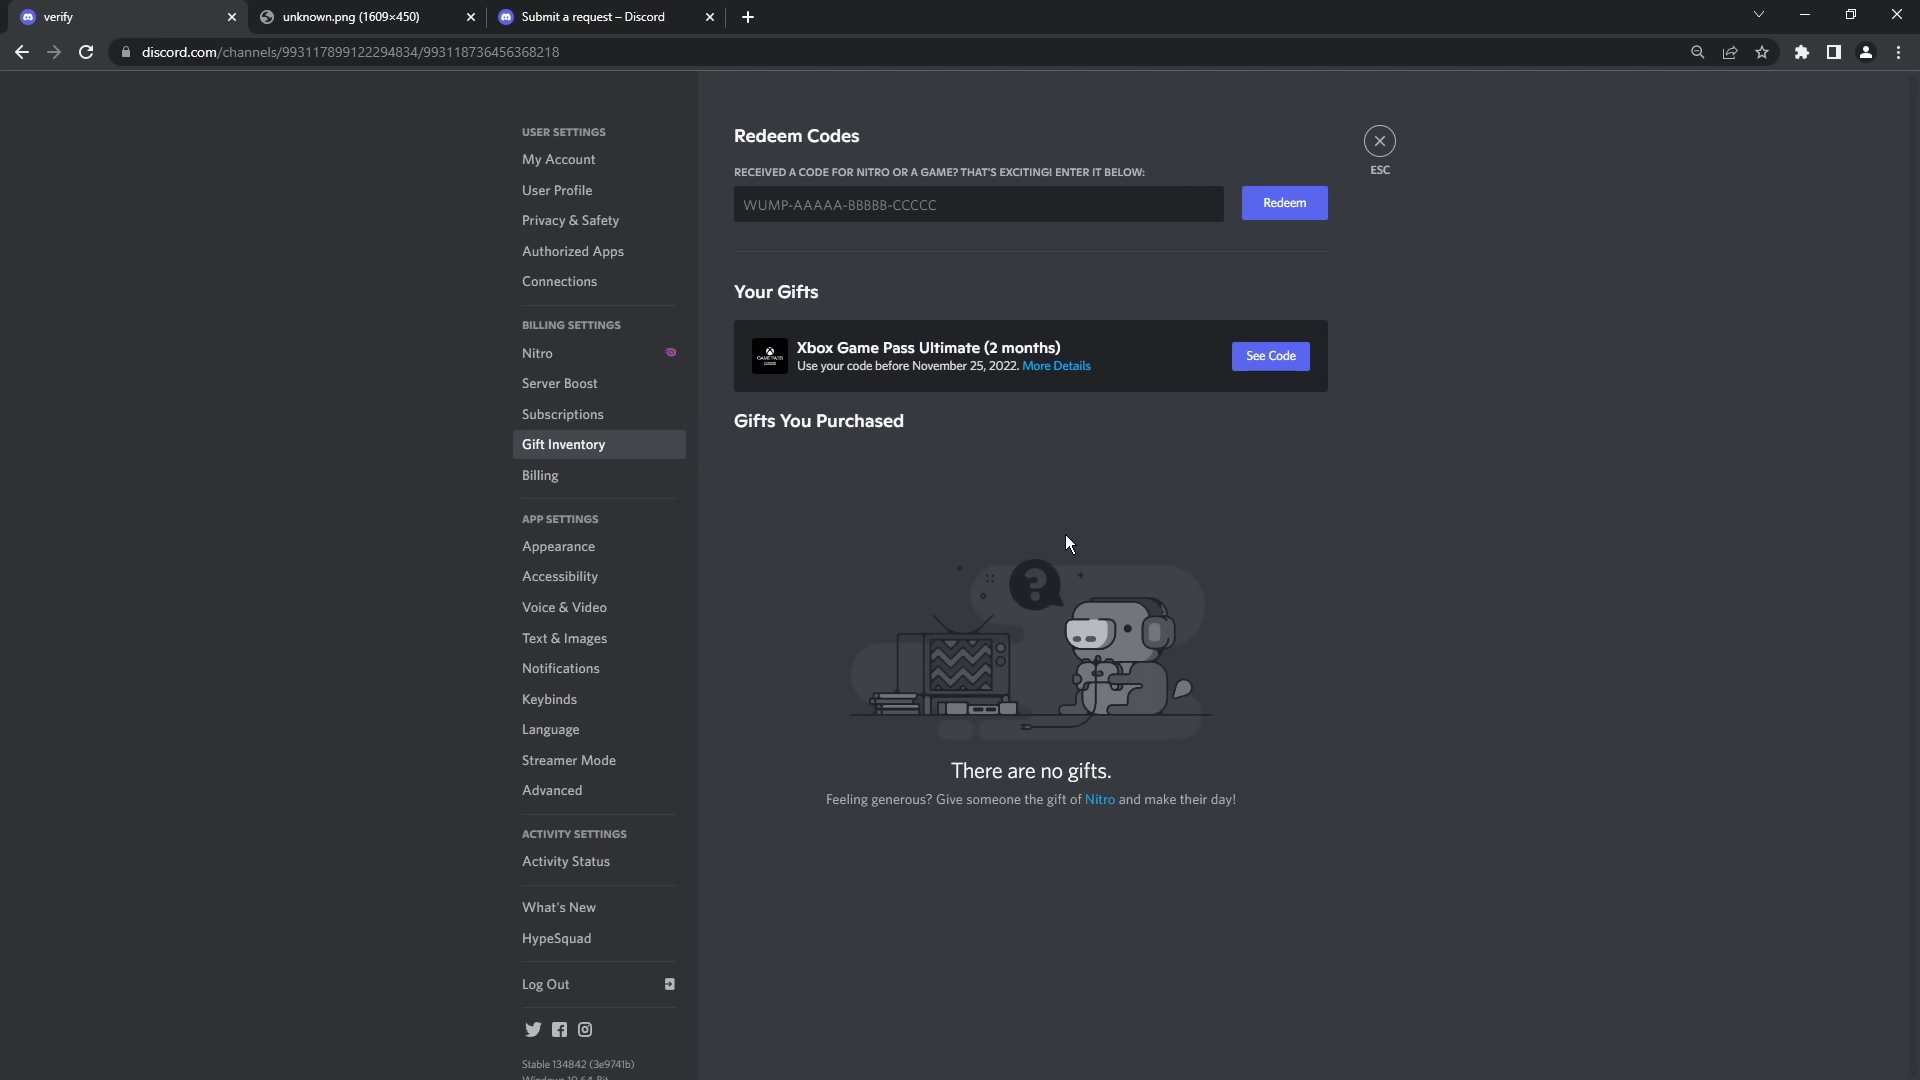 verify
unknown.png (1609×450)
Submit a request – Discord
discord.com/channels/993117899122294834/993118736456368218
USER SETTINGS
My Account
User Profile
Privacy & Safety
Authorized Apps
Connections
BILLING SETTINGS
Nitro
Server Boost
Subscriptions
Gift Inventory
Billing
APP SETTINGS
Appearance
Accessibility
Voice & Video
Text & Images
Notifications
Keybinds
Language
Streamer Mode
Advanced
ACTIVITY SETTINGS
Activity Status
What's New
HypeSquad
Log Out
Stable 134842 (3e9741b)
Windows 10 64-Bit
Redeem Codes
RECEIVED A CODE FOR NITRO OR A GAME? THAT'S EXCITING! ENTER IT BELOW:
WUMP-AAAAA-BBBBB-CCCCC
Redeem
ESC
Your Gifts
GAME PASS
Xbox Game Pass Ultimate (2 months)
Use your code before November 25, 2022. More Details
See Code
Gifts You Purchased
?
There are no gifts.
Feeling generous? Give someone the gift of Nitro and make their day!